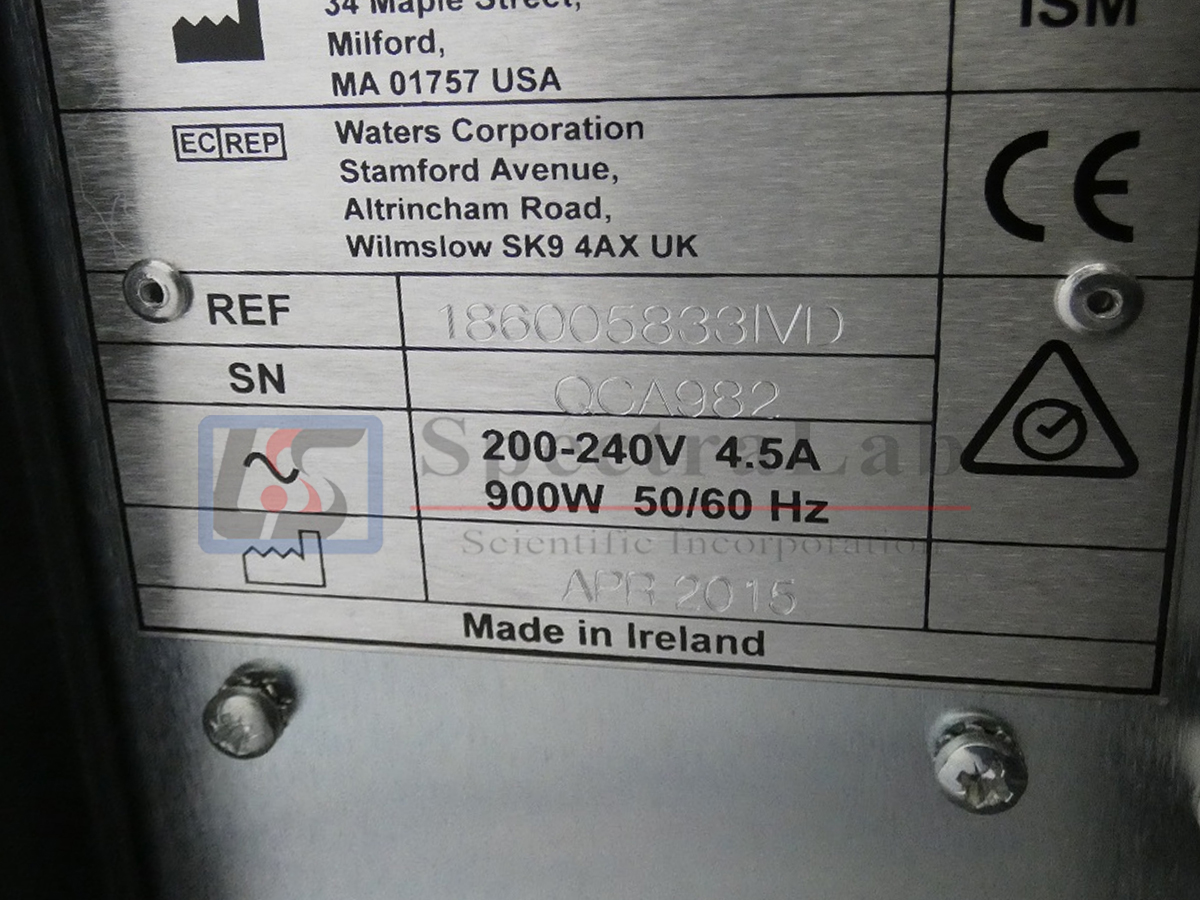 34 Maple Street,
Milford,
MA 01757 USA
ISM
EC REP
Waters Corporation
Stamford Avenue,
Altrincham Road,
Wilmslow SK9 4AX UK
CE
REF 186005833IVD
SN QCA982
200-240V 4.5A
900W 50/60 Hz
SpectraLab
Scientific Incorporation
APR 2015
Made in Ireland